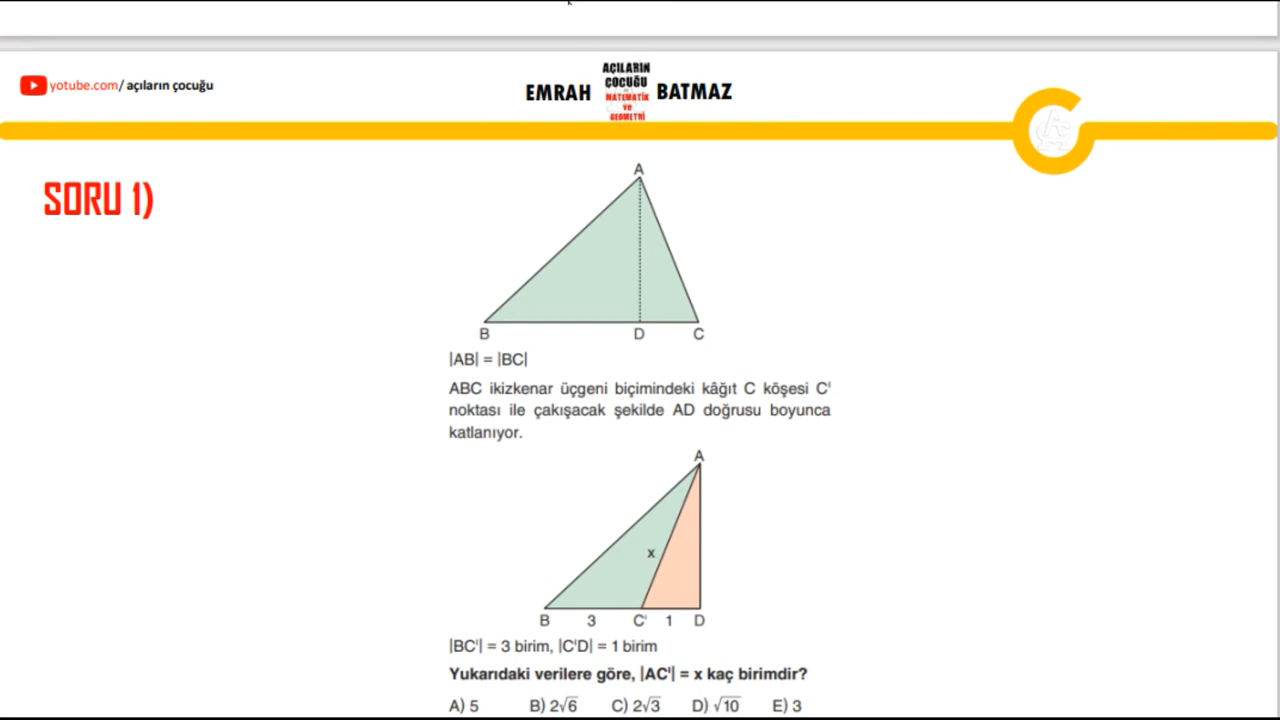 yotube.com/ açıların çocuğu
EMRAH
AÇILARIN
ÇOCUĞU
MATEMATİK
ve
GEOMETRİ
BATMAZ
SORU 1)
A
B
D
C
|AB| = |BC|
ABC ikizkenar üçgeni biçimindeki kâğıt C köşesi C'
noktası ile çakışacak şekilde AD doğrusu boyunca
katlanıyor.
A
x
B 3 C' 1 D
|BC'| = 3 birim, |C'D| = 1 birim
Yukarıdaki verilere göre, |AC'| = x kaç birimdir?
A) 5 B) 2√6 C) 2√3 D) √10 E) 3